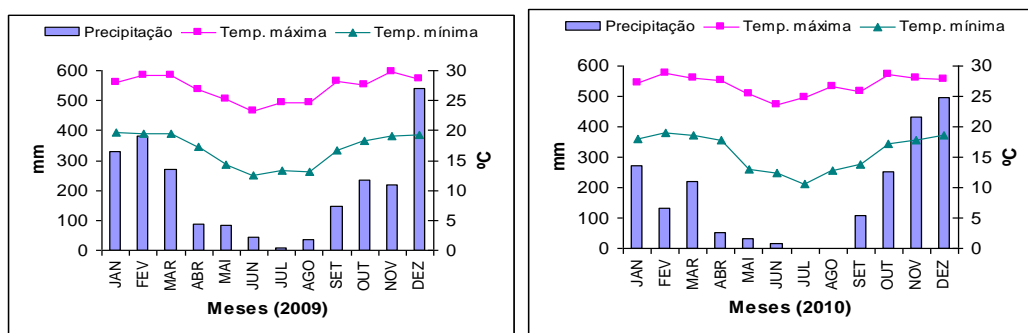 Precipitação Temp. máxima Temp. mínima
600
500
400
300
200
100
0
mm
30
25
20
15
10
5
0
ºC
JAN FEV MAR ABR MAI JUN JUL AGO SET OUT NOV DEZ
Meses (2009)
Precipitação Temp. máxima Temp. mínima
600
500
400
300
200
100
0
mm
30
25
20
15
10
5
0
ºC
JAN FEV MAR ABR MAI JUN JUL AGO SET OUT NOV DEZ
Meses (2010)